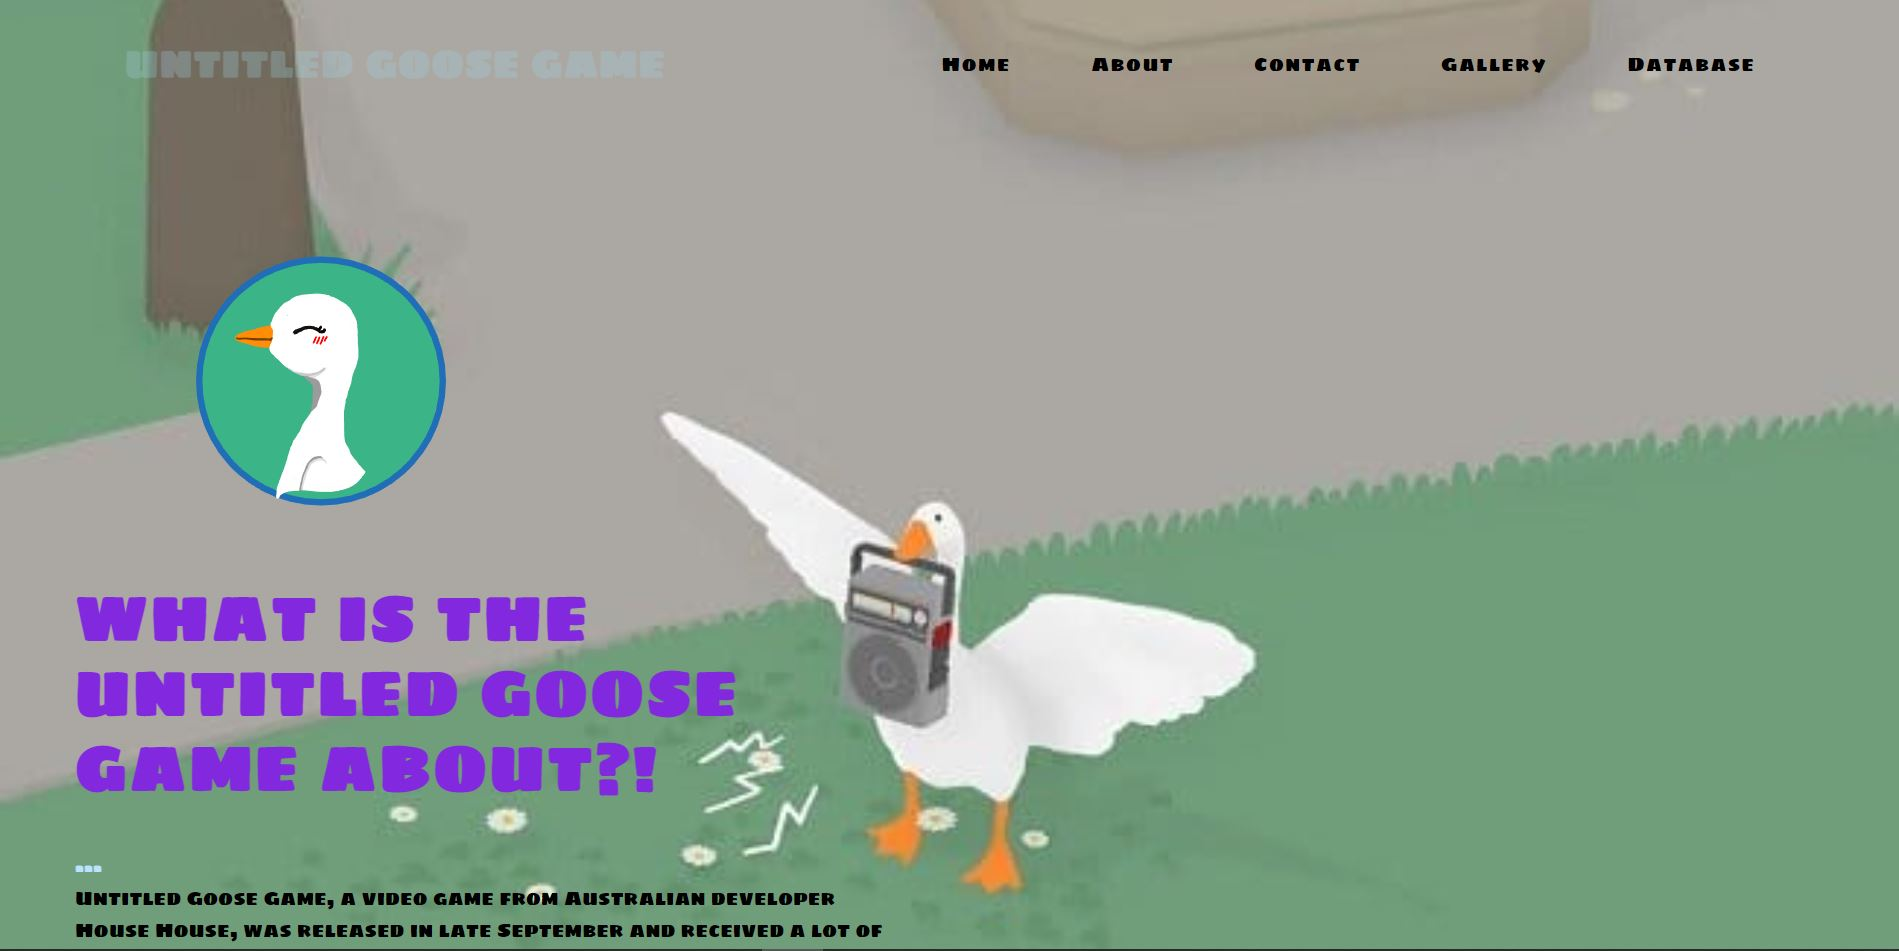 UNTITLED GOOSE GAME
Home About Contact Gallery Database
WHAT IS THE
UNTITLED GOOSE
GAME ABOUT?!
...
Untitled Goose Game, a video game from Australian developer
House House, was released in late September and received a lot of